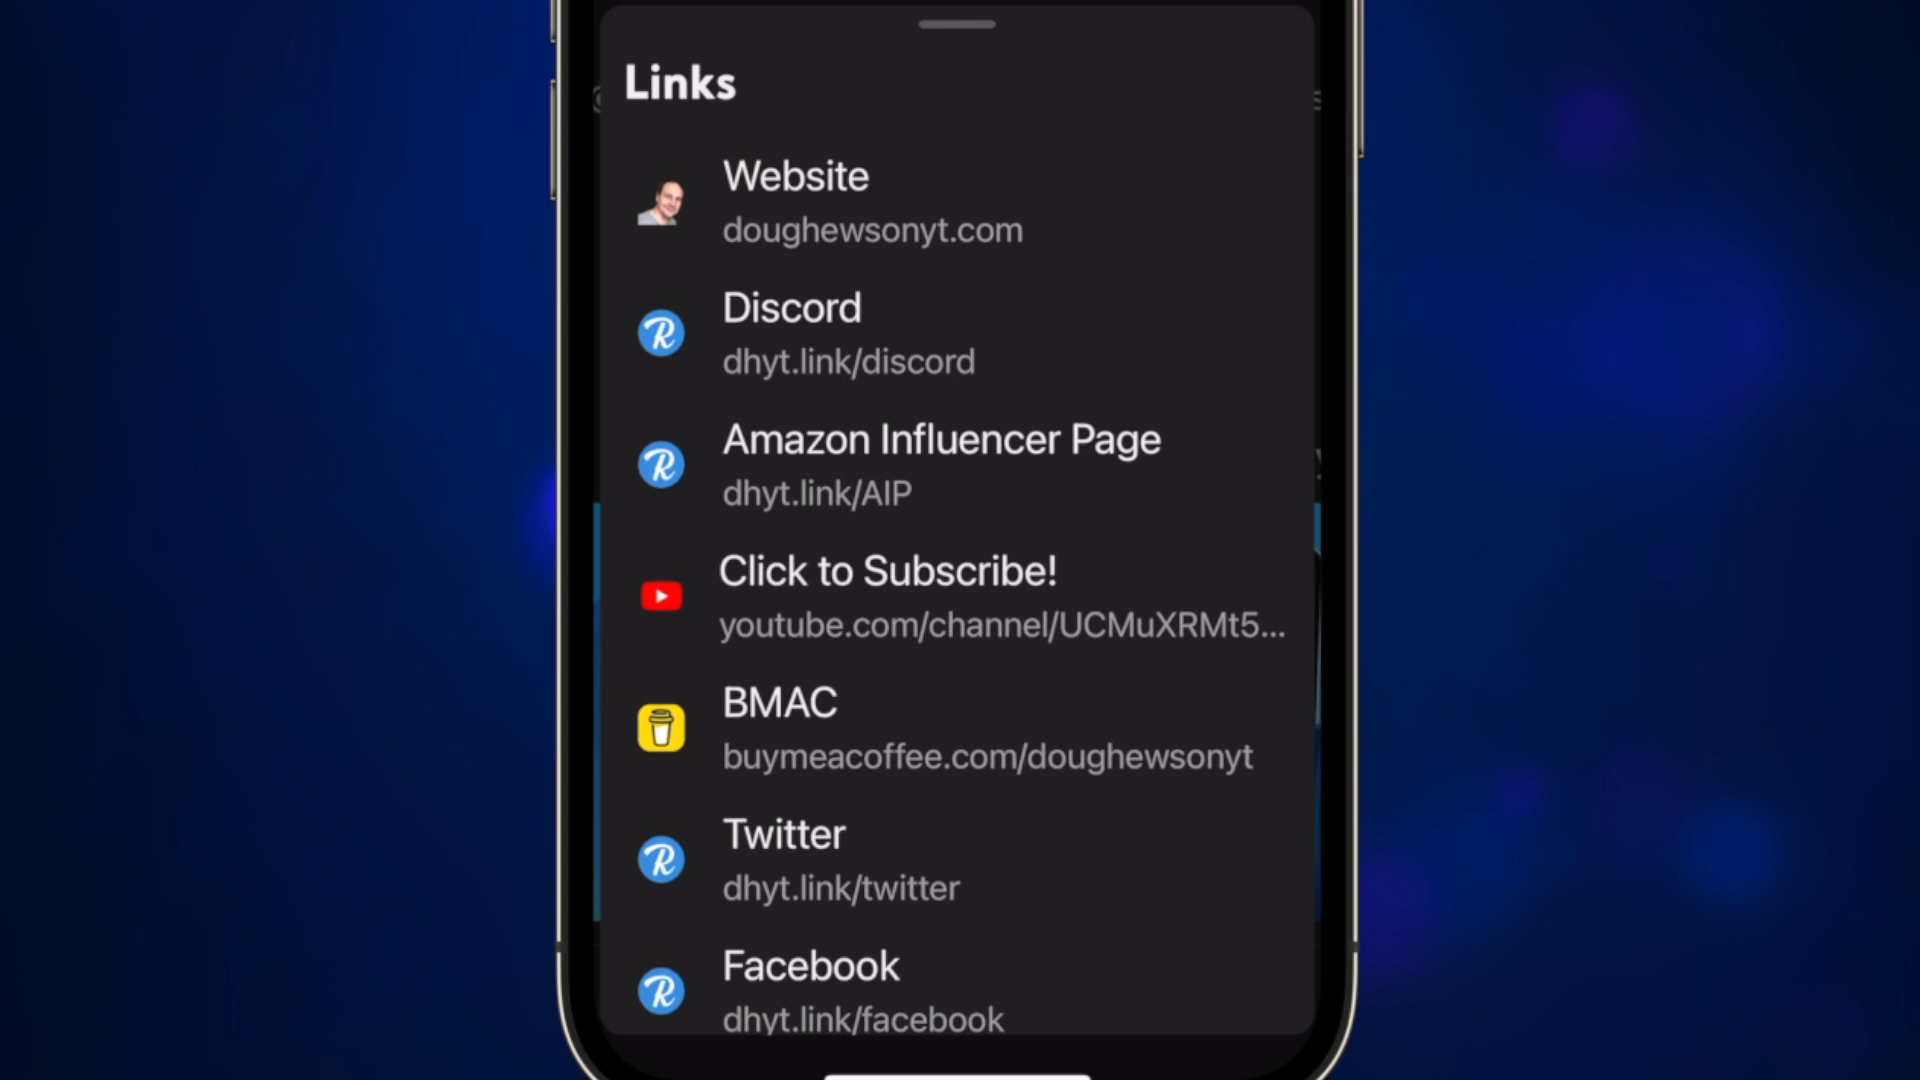 Links
Website
doughewsonyt.com
Discord
dhyt.link/discord
Amazon Influencer Page
dhyt.link/AIP
Click to Subscribe!
youtube.com/channel/UCMuXRMt5...
BMAC
buymeacoffee.com/doughewsonyt
Twitter
dhyt.link/twitter
Facebook
dhyt.link/facebook